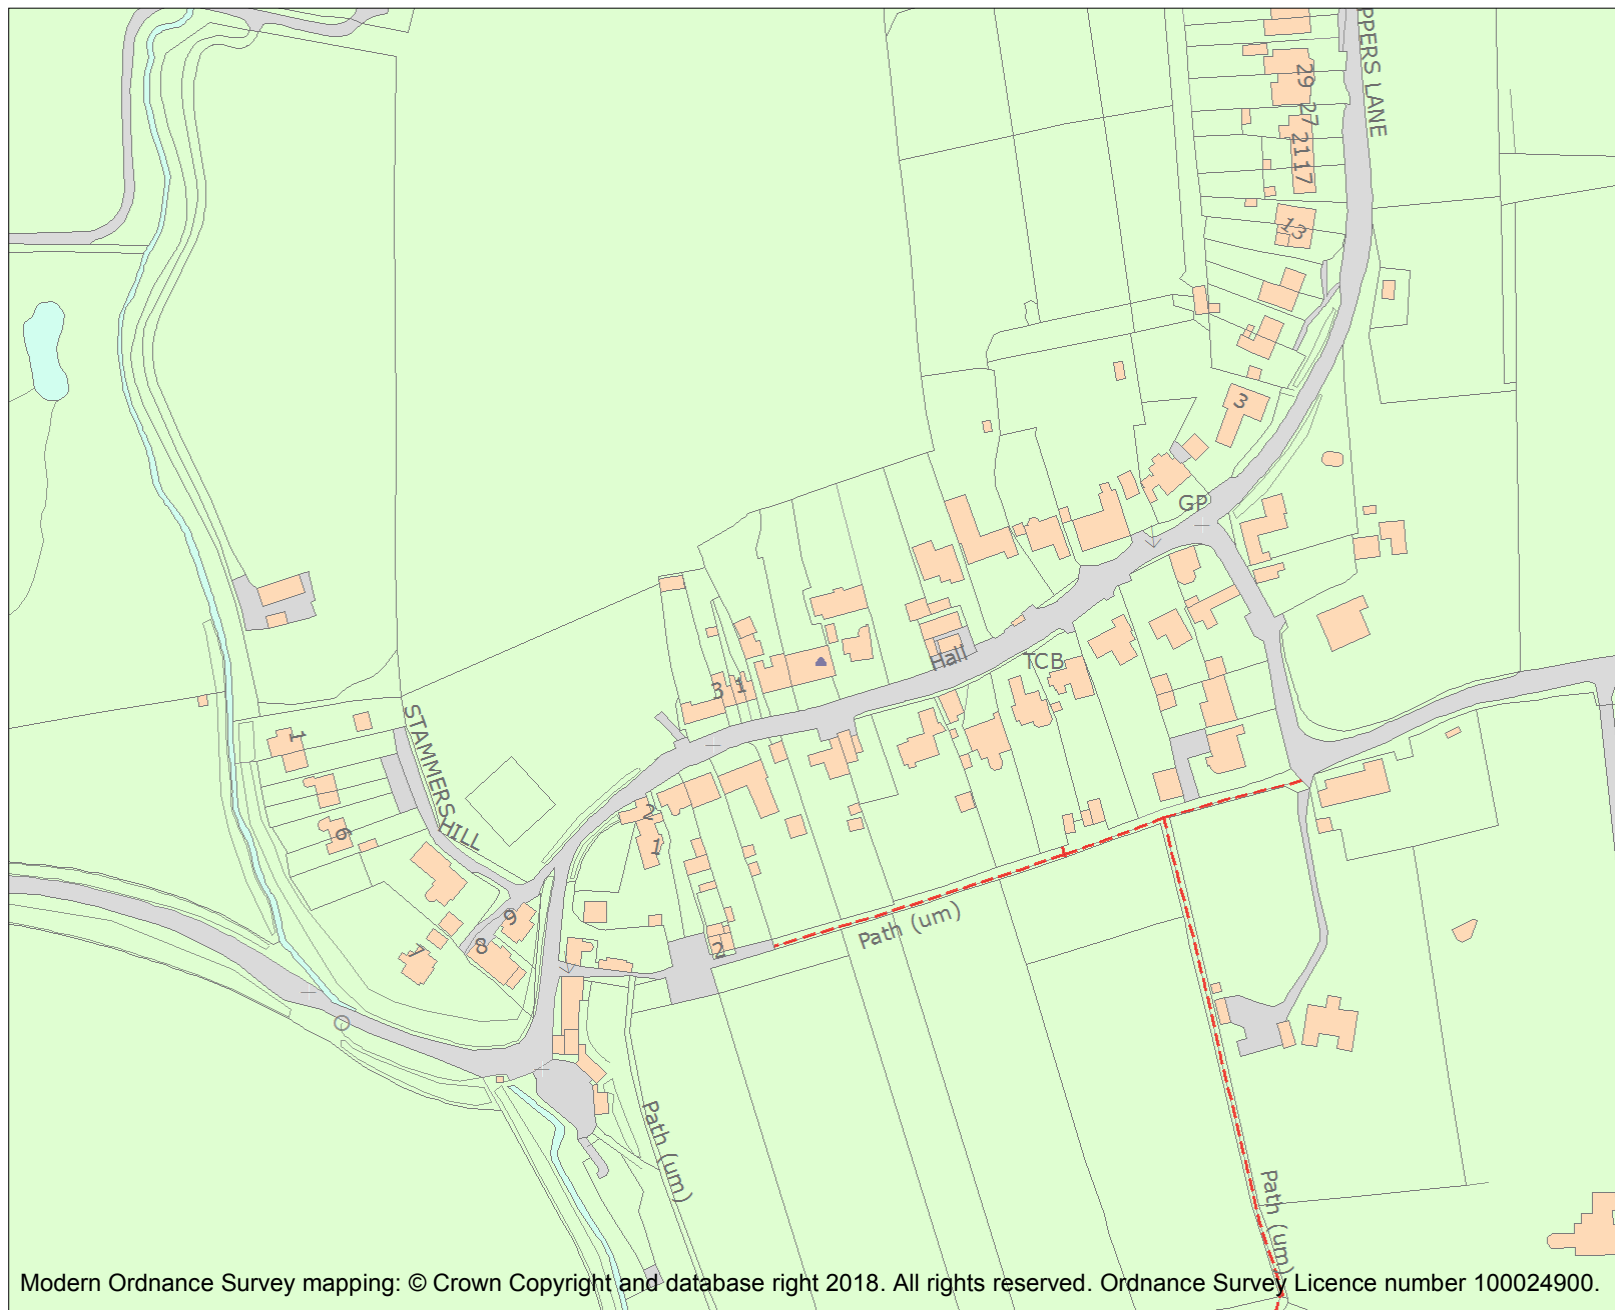 PPERS LANE
29
27
2117
13
3
GP
Hall
TCB
3
1
STAMMERS
HILL
1
6
2
1
9
8
7
2
Path (um)
Path (um)
Path (um)
Modern Ordnance Survey mapping: © Crown Copyright and database right 2018. All rights reserved. Ordnance Survey Licence number 100024900.